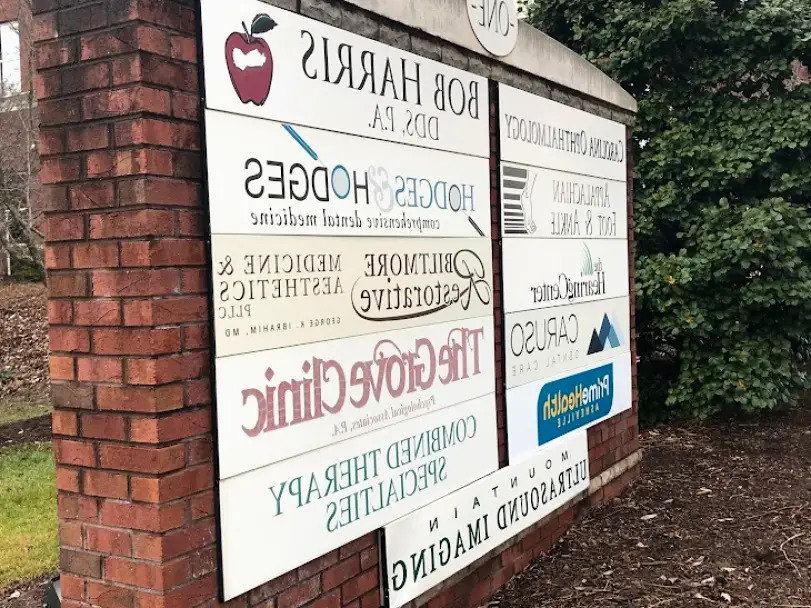 -ONE-
BOB HARRIS
DDS, P.A.
HODGES & HODGES
comprehensive dental medicine
BILTMORE
Restorative
MEDICINE &
AESTHETICS
PLLC
GEORGE K. IBRAHIM, MD
The Grove Clinic
Psychological Associates, P.A.
COMBINED THERAPY
SPECIALTIES
CAROLINA OPHTHALMOLOGY
APPALACHIAN
FOOT & ANKLE
the
HearingCenter
CARUSO
DENTAL CARE
PrimeHealth
ASHEVILLE
MOUNTAIN
ULTRASOUND IMAGING